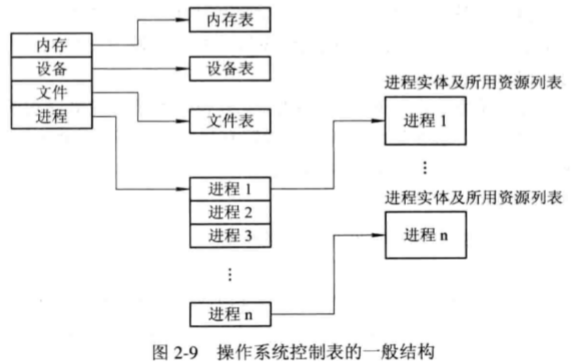 内存
设备
文件
进程
内存表
设备表
文件表
进程 1
进程 2
进程 3
⋮
进程 n
进程实体及所用资源列表
进程 1
⋮
进程实体及所用资源列表
进程 n
图 2-9 操作系统控制表的一般结构